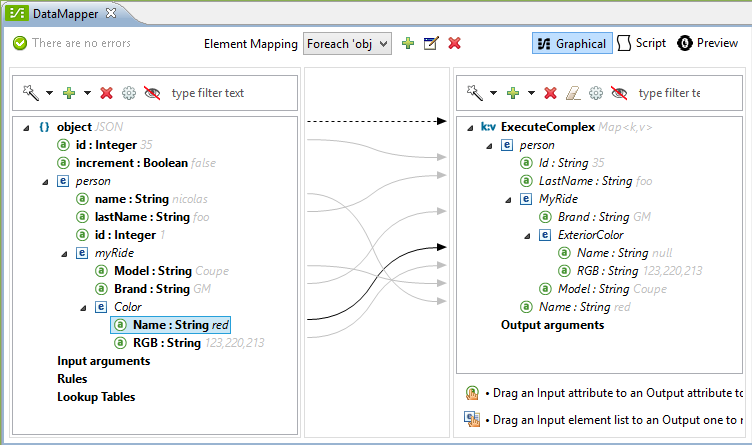 DataMapper
There are no errors
Element Mapping
Foreach 'obj
Graphical
Script
Preview
type filter text
object JSON
id : Integer 35
increment : Boolean false
person
name : String nicolas
lastName : String foo
id : Integer 1
myRide
Model : String Coupe
Brand : String GM
Color
Name : String red
RGB : String 123,220,213
Input arguments
Rules
Lookup Tables
type filter te
k:v ExecuteComplex Map<k,v>
person
Id : String 35
LastName : String foo
MyRide
Brand : String GM
ExteriorColor
Name : String null
RGB : String 123,220,213
Model : String Coupe
Name : String red
Output arguments
• Drag an Input attribute to an Output attribute to
• Drag an Input element list to an Output one to